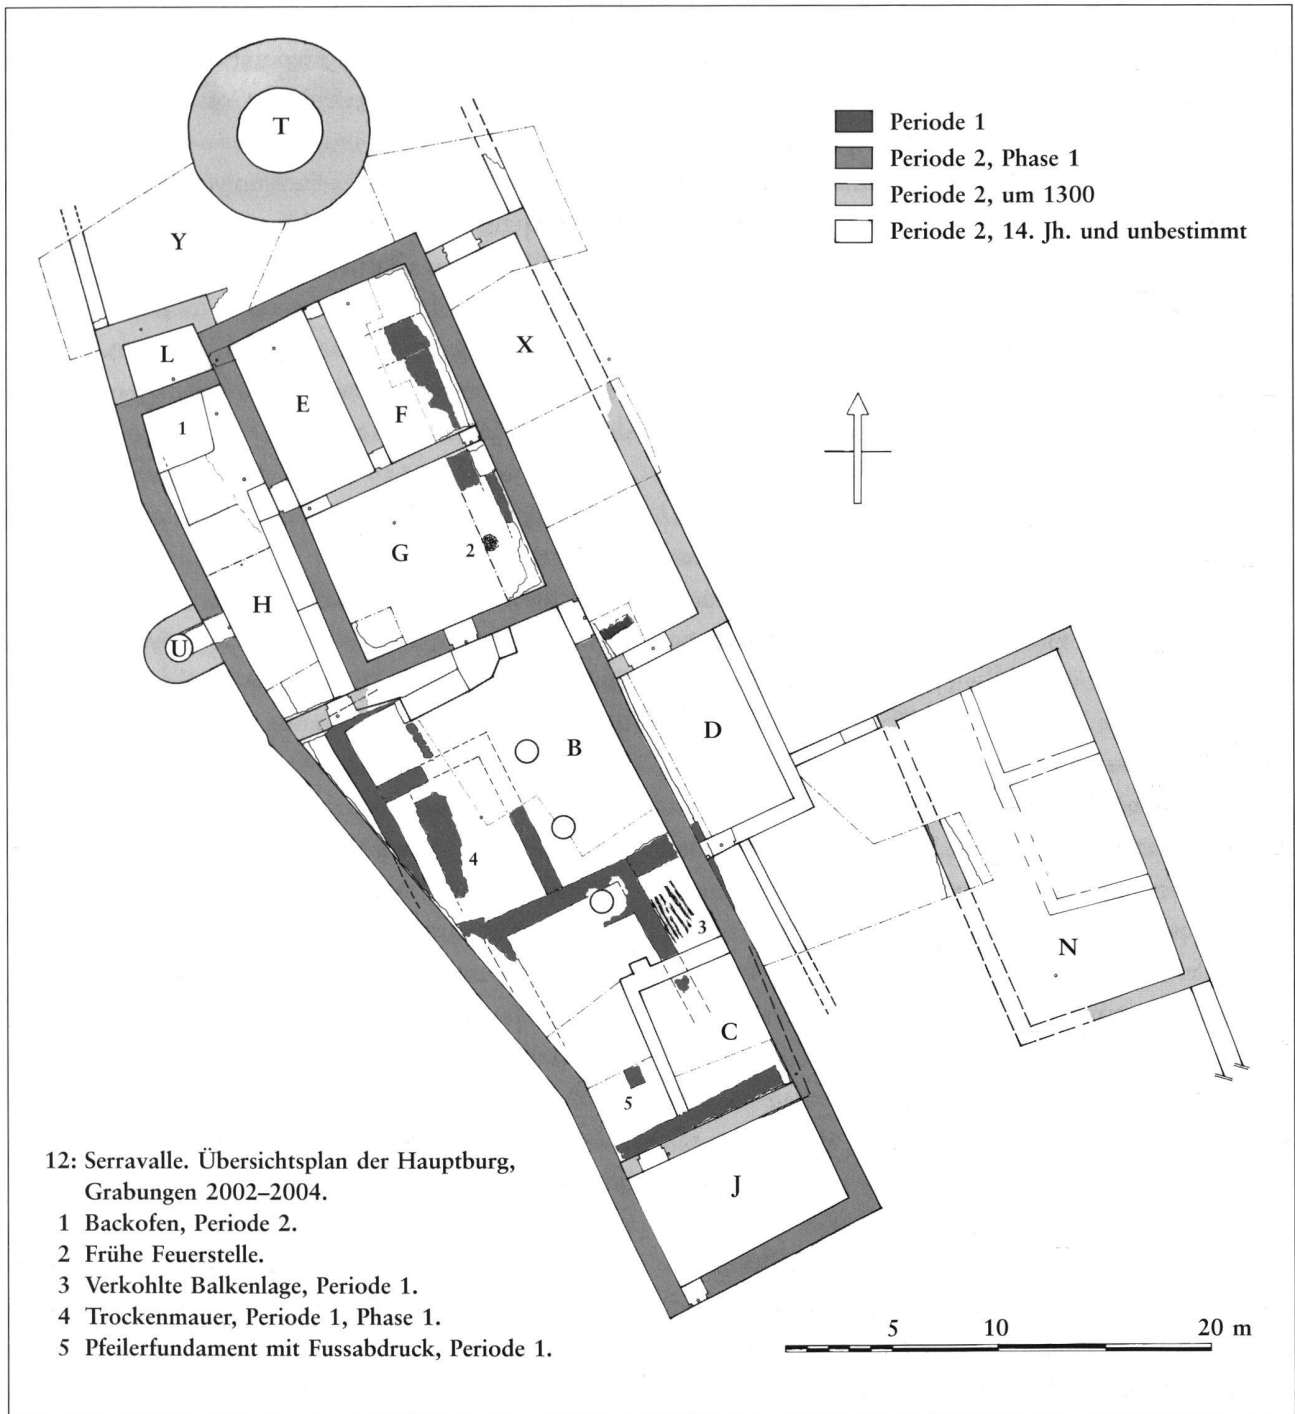 T
Periode 1
Periode 2, Phase 1
Periode 2, um 1300
Periode 2, 14. Jh. und unbestimmt
Y
L
X
E
F
1
G
2
H
U
B
D
4
3
N
C
5
J
12: Serravalle. Übersichtsplan der Hauptburg,
Grabungen 2002–2004.
1 Backofen, Periode 2.
2 Frühe Feuerstelle.
3 Verkohlte Balkenlage, Periode 1.
4 Trockenmauer, Periode 1, Phase 1.
5 Pfeilerfundament mit Fussabdruck, Periode 1.
5 10 20 m